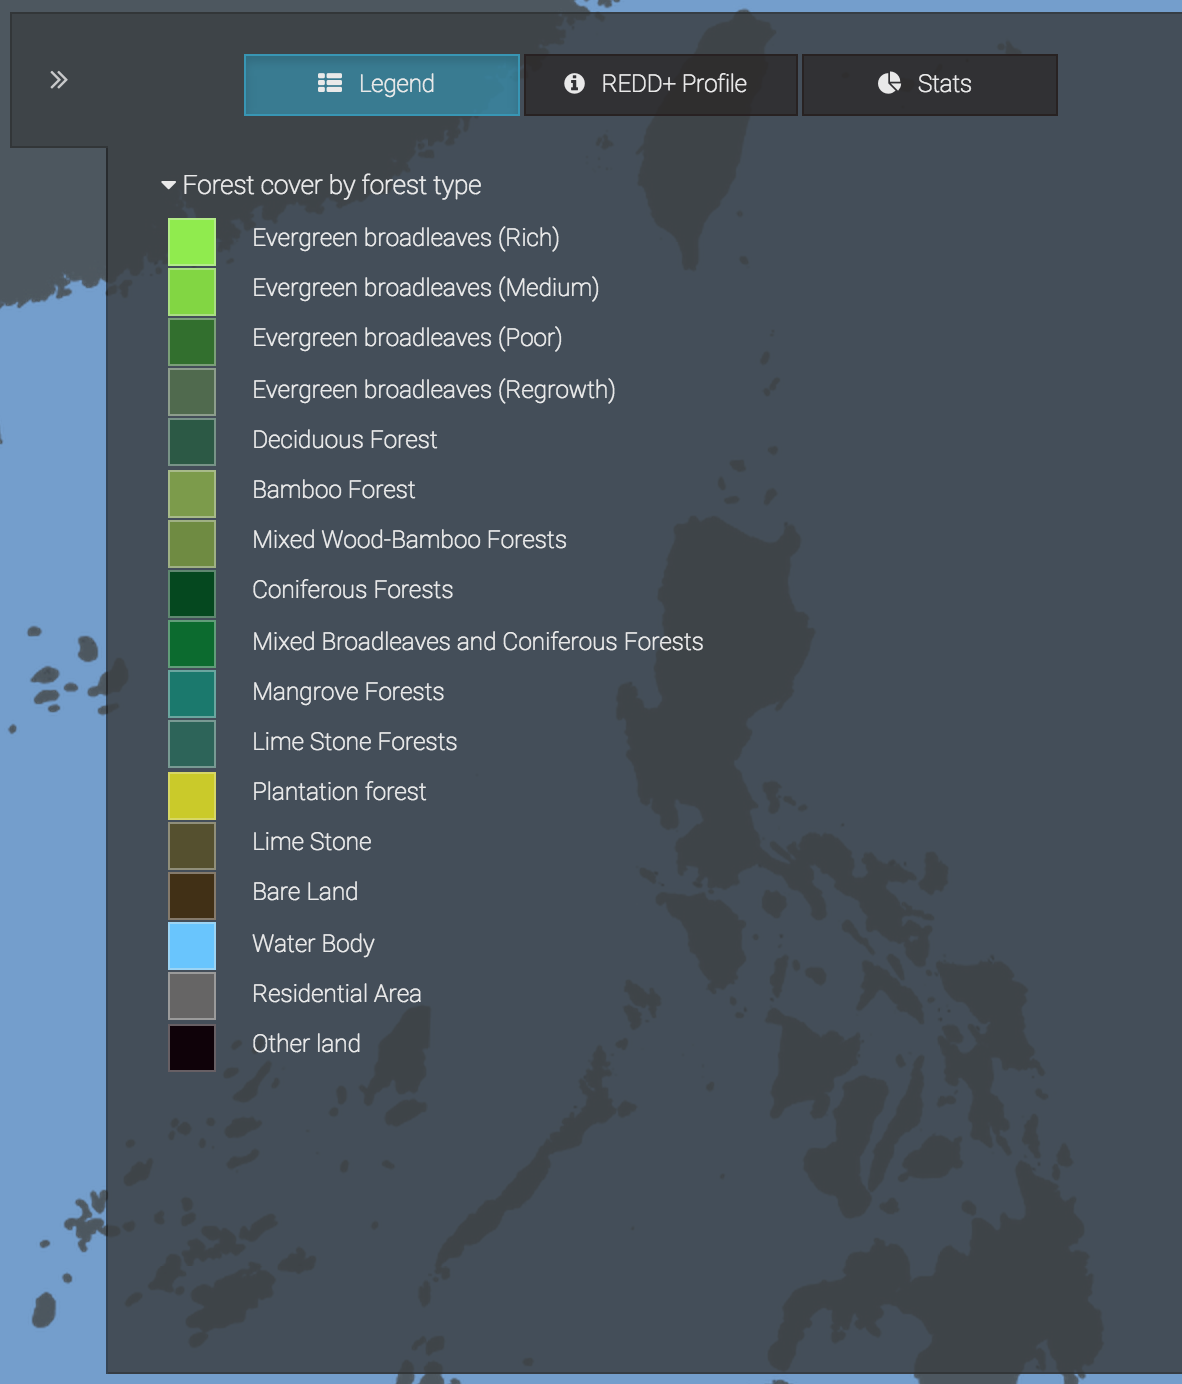 Legend
REDD+ Profile
Stats
Forest cover by forest type
Evergreen broadleaves (Rich)
Evergreen broadleaves (Medium)
Evergreen broadleaves (Poor)
Evergreen broadleaves (Regrowth)
Deciduous Forest
Bamboo Forest
Mixed Wood-Bamboo Forests
Coniferous Forests
Mixed Broadleaves and Coniferous Forests
Mangrove Forests
Lime Stone Forests
Plantation forest
Lime Stone
Bare Land
Water Body
Residential Area
Other land